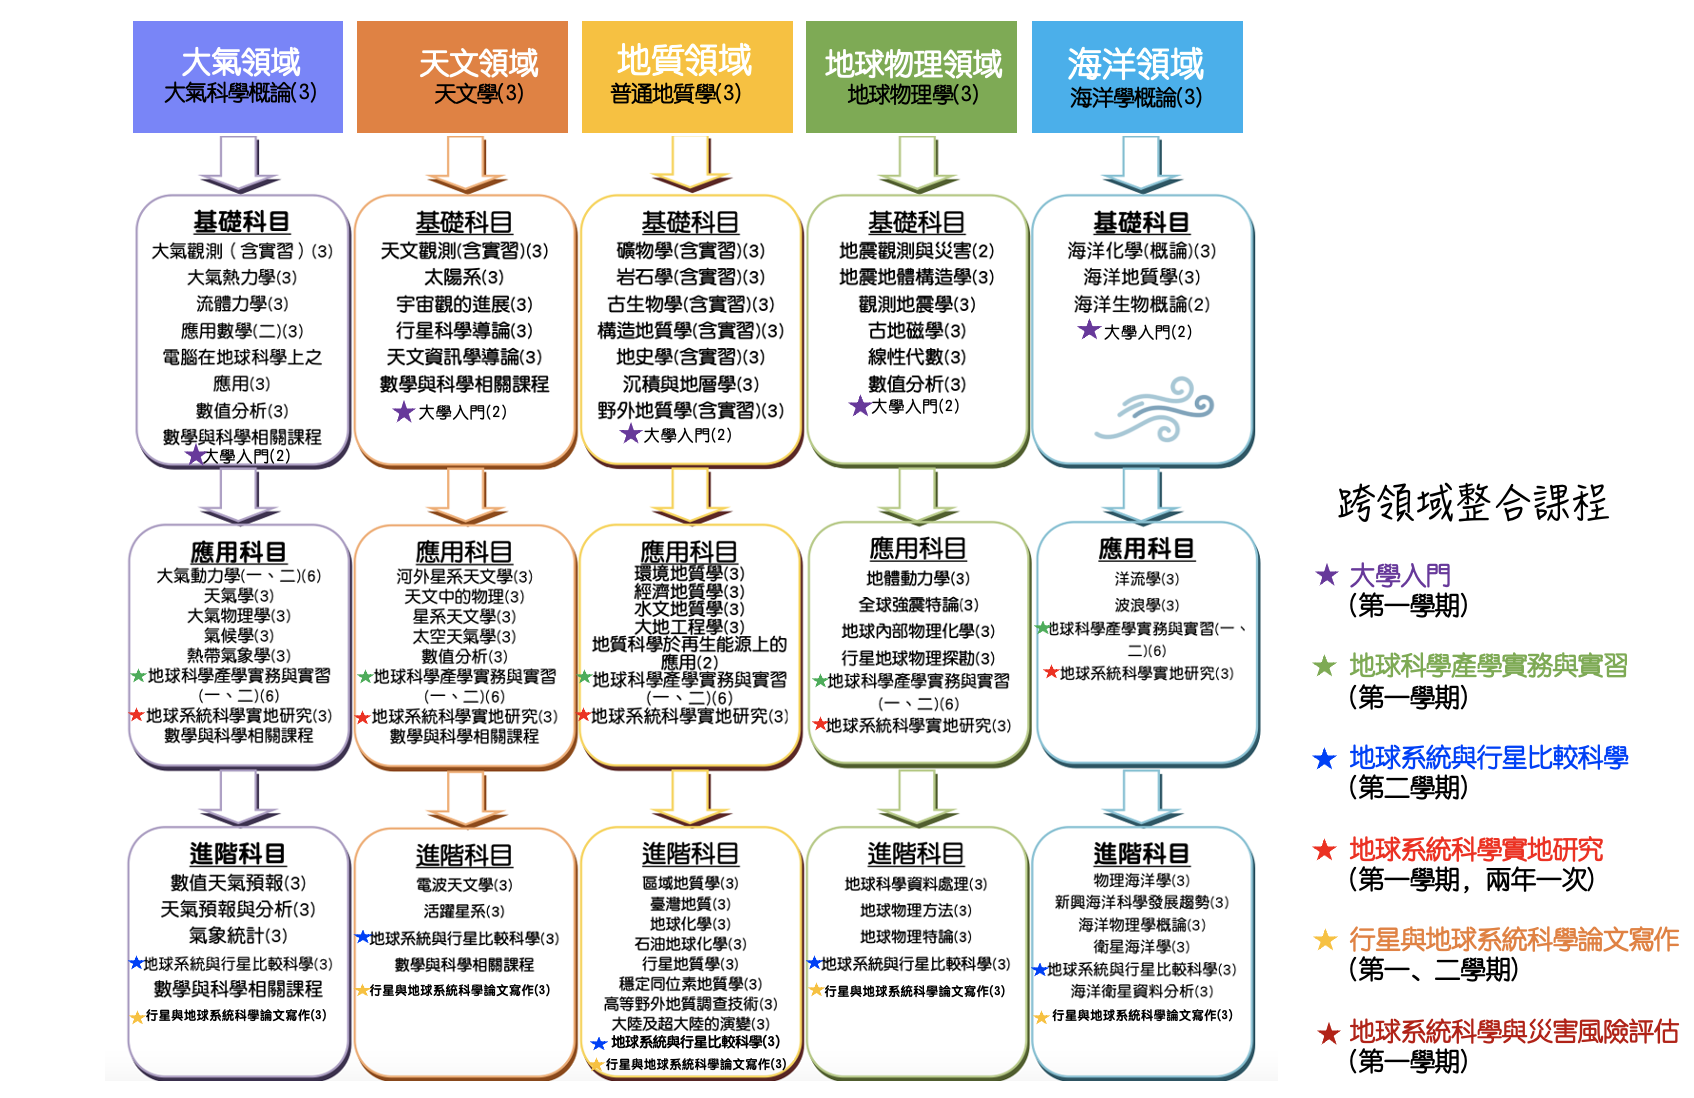 大氣領域
大氣科學概論(3)
天文領域
天文學(3)
地質領域
普通地質學(3)
地球物理領域
地球物理學(3)
海洋領域
海洋學概論(3)
基礎科目
大氣觀測（含實習）(3)
大氣熱力學(3)
流體力學(3)
應用數學(二)(3)
電腦在地球科學上之
應用(3)
數值分析(3)
數學與科學相關課程
★大學入門(2)
基礎科目
天文觀測(含實習)(3)
太陽系(3)
宇宙觀的進展(3)
行星科學導論(3)
天文資訊學導論(3)
數學與科學相關課程
★大學入門(2)
基礎科目
礦物學(含實習)(3)
岩石學(含實習)(3)
古生物學(含實習)(3)
構造地質學(含實習)(3)
地史學(含實習)(3)
沉積與地層學(3)
野外地質學(含實習)(3)
★大學入門(2)
基礎科目
地震觀測與災害(2)
地震地體構造學(3)
觀測地震學(3)
古地磁學(3)
線性代數(3)
數值分析(3)
★大學入門(2)
基礎科目
海洋化學(概論)(3)
海洋地質學(3)
海洋生物概論(2)
★大學入門(2)
應用科目
大氣動力學(一、二)(6)
天氣學(3)
大氣物理學(3)
氣候學(3)
熱帶氣象學(3)
★地球科學產學實務與實習
(一、二)(6)
★地球系統科學實地研究(3)
數學與科學相關課程
應用科目
河外星系天文學(3)
天文中的物理(3)
星系天文學(3)
太空天氣學(3)
數值分析(3)
★地球科學產學實務與實習
(一、二)(6)
★地球系統科學實地研究(3)
數學與科學相關課程
應用科目
環境地質學(3)
經濟地質學(3)
水文地質學(3)
大地工程學(3)
地質科學於再生能源上的
應用(2)
★地球科學產學實務與實習
(一、二)(6)
★地球系統科學實地研究(3)
應用科目
地體動力學(3)
全球強震特論(3)
地球內部物理化學(3)
行星地球物理探勘(3)
★地球科學產學實務與實習
(一、二)(6)
★地球系統科學實地研究(3)
應用科目
洋流學(3)
波浪學(3)
★地球科學產學實務與實習(一、
二)(6)
★地球系統科學實地研究(3)
進階科目
數值天氣預報(3)
天氣預報與分析(3)
氣象統計(3)
★地球系統與行星比較科學(3)
數學與科學相關課程
★行星與地球系統科學論文寫作(3)
進階科目
電波天文學(3)
活躍星系(3)
★地球系統與行星比較科學(3)
數學與科學相關課程
★行星與地球系統科學論文寫作(3)
進階科目
區域地質學(3)
臺灣地質(3)
地球化學(3)
石油地球化學(3)
行星地質學(3)
穩定同位素地質學(3)
高等野外地質調查技術(3)
大陸及超大陸的演變(3)
★地球系統與行星比較科學(3)
★行星與地球系統科學論文寫作(3)
進階科目
地球科學資料處理(3)
地球物理方法(3)
地球物理特論(3)
★地球系統與行星比較科學(3)
★行星與地球系統科學論文寫作(3)
進階科目
物理海洋學(3)
新興海洋科學發展趨勢(3)
海洋物理學概論(3)
衛星海洋學(3)
★地球系統與行星比較科學(3)
海洋衛星資料分析(3)
★行星與地球系統科學論文寫作(3)
跨領域整合課程
★ 大學入門
(第一學期)
★ 地球科學產學實務與實習
(第一學期)
★ 地球系統與行星比較科學
(第二學期)
★ 地球系統科學實地研究
(第一學期，兩年一次)
★ 行星與地球系統科學論文寫作
(第一、二學期)
★ 地球系統科學與災害風險評估
(第一學期)